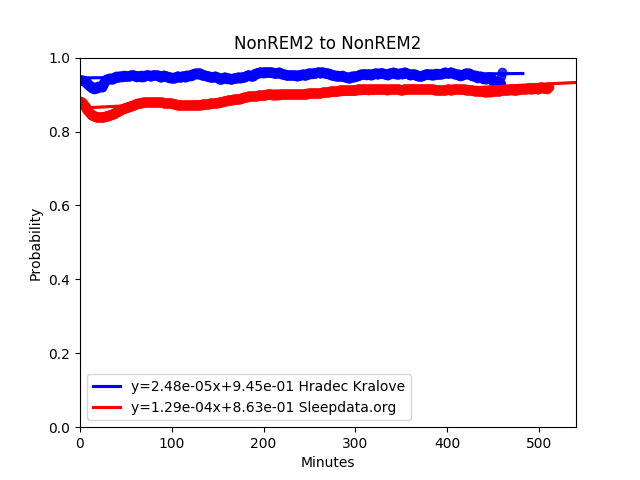 NonREM2 to NonREM2
1.0
0.8
0.6
0.4
0.2
0.0
Probability
y=2.48e-05x+9.45e-01 Hradec Kralove
y=1.29e-04x+8.63e-01 Sleepdata.org
0 100 200 300 400 500
Minutes